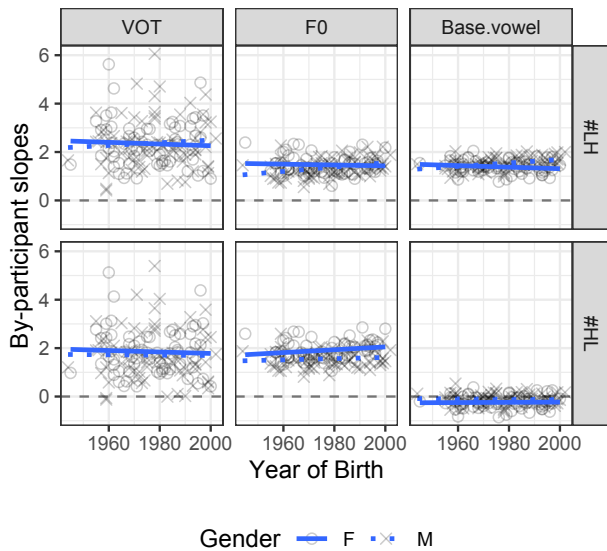 VOT F0 Base.vowel
6
4
2
0
#LH
6
4
2
0
#HL
By-participant slopes
1960 1980 2000 1960 1980 2000 1960 1980 2000
Year of Birth
Gender F M